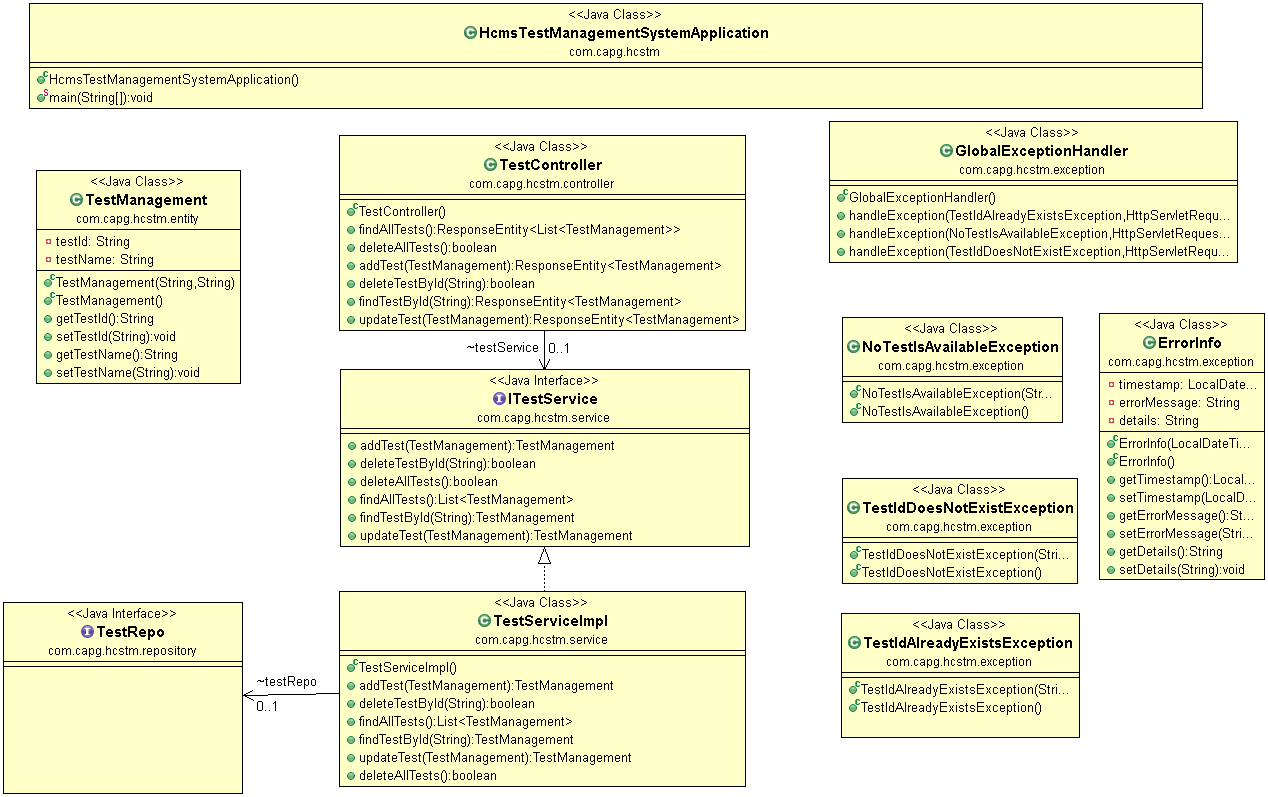 <<Java Class>>
HcmsTestManagementSystemApplication
com.capg.hcstm
HcmsTestManagementSystemApplication()
main(String[]):void
<<Java Class>>
TestManagement
com.capg.hcstm.entity
testId: String
testName: String
TestManagement(String,String)
TestManagement()
getTestId():String
setTestId(String):void
getTestName():String
setTestName(String):void
<<Java Class>>
TestController
com.capg.hcstm.controller
TestController()
findAllTests():ResponseEntity<List<TestManagement>>
deleteAllTests():boolean
addTest(TestManagement):ResponseEntity<TestManagement>
deleteTestById(String):boolean
findTestById(String):ResponseEntity<TestManagement>
updateTest(TestManagement):ResponseEntity<TestManagement>
~testService 0..1
<<Java Interface>>
ITestService
com.capg.hcstm.service
addTest(TestManagement):TestManagement
deleteTestById(String):boolean
deleteAllTests():boolean
findAllTests():List<TestManagement>
findTestById(String):TestManagement
updateTest(TestManagement):TestManagement
<<Java Class>>
TestServiceImpl
com.capg.hcstm.service
TestServiceImpl()
addTest(TestManagement):TestManagement
deleteTestById(String):boolean
findAllTests():List<TestManagement>
findTestById(String):TestManagement
updateTest(TestManagement):TestManagement
deleteAllTests():boolean
~testRepo
0..1
<<Java Interface>>
TestRepo
com.capg.hcstm.repository
<<Java Class>>
GlobalExceptionHandler
com.capg.hcstm.exception
GlobalExceptionHandler()
handleException(TestIdAlreadyExistsException,HttpServletRequ...
handleException(NoTestIsAvailableException,HttpServletReques...
handleException(TestIdDoesNotExistException,HttpServletRequ...
<<Java Class>>
NoTestIsAvailableException
com.capg.hcstm.exception
NoTestIsAvailableException(Str...
NoTestIsAvailableException()
<<Java Class>>
ErrorInfo
com.capg.hcstm.exception
timestamp: LocalDate...
errorMessage: String
details: String
ErrorInfo(LocalDateTi...
ErrorInfo()
getTimestamp():Local...
setTimestamp(LocalD...
getErrorMessage():St...
setErrorMessage(Stri...
getDetails():String
setDetails(String):void
<<Java Class>>
TestIdDoesNotExistException
com.capg.hcstm.exception
TestIdDoesNotExistException(Stri...
TestIdDoesNotExistException()
<<Java Class>>
TestIdAlreadyExistsException
com.capg.hcstm.exception
TestIdAlreadyExistsException(Stri...
TestIdAlreadyExistsException()